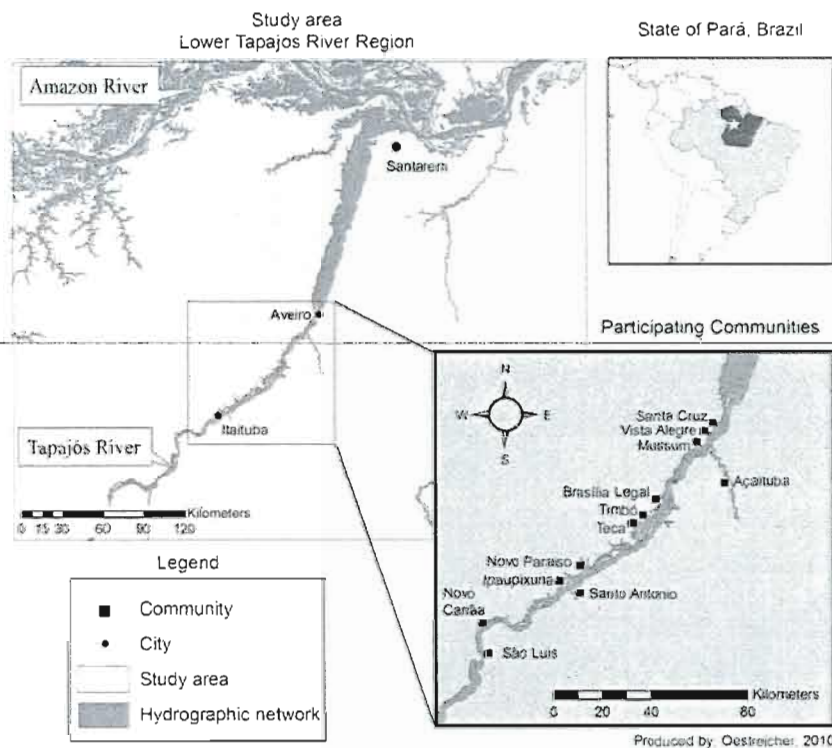 Study area
Lower Tapajos River Region
State of Pará, Brazil
Amazon River
Santarem
Aveiro
Itaituba
Tapajós River
Kilometers
0 15 30 60 90 120
Participating Communities
N
W E
S
Santa Cruz
Vista Alegre
Mussum
Açaituba
Brasília Legal
Timbó
Teca
Novo Paraiso
Ipaupixuna
Santo Antonio
Novo
Canãa
São Luis
Kilometers
0 10 20 40 60 80
Legend
Community
City
Study area
Hydrographic network
Produced by: Oestreicher, 2010